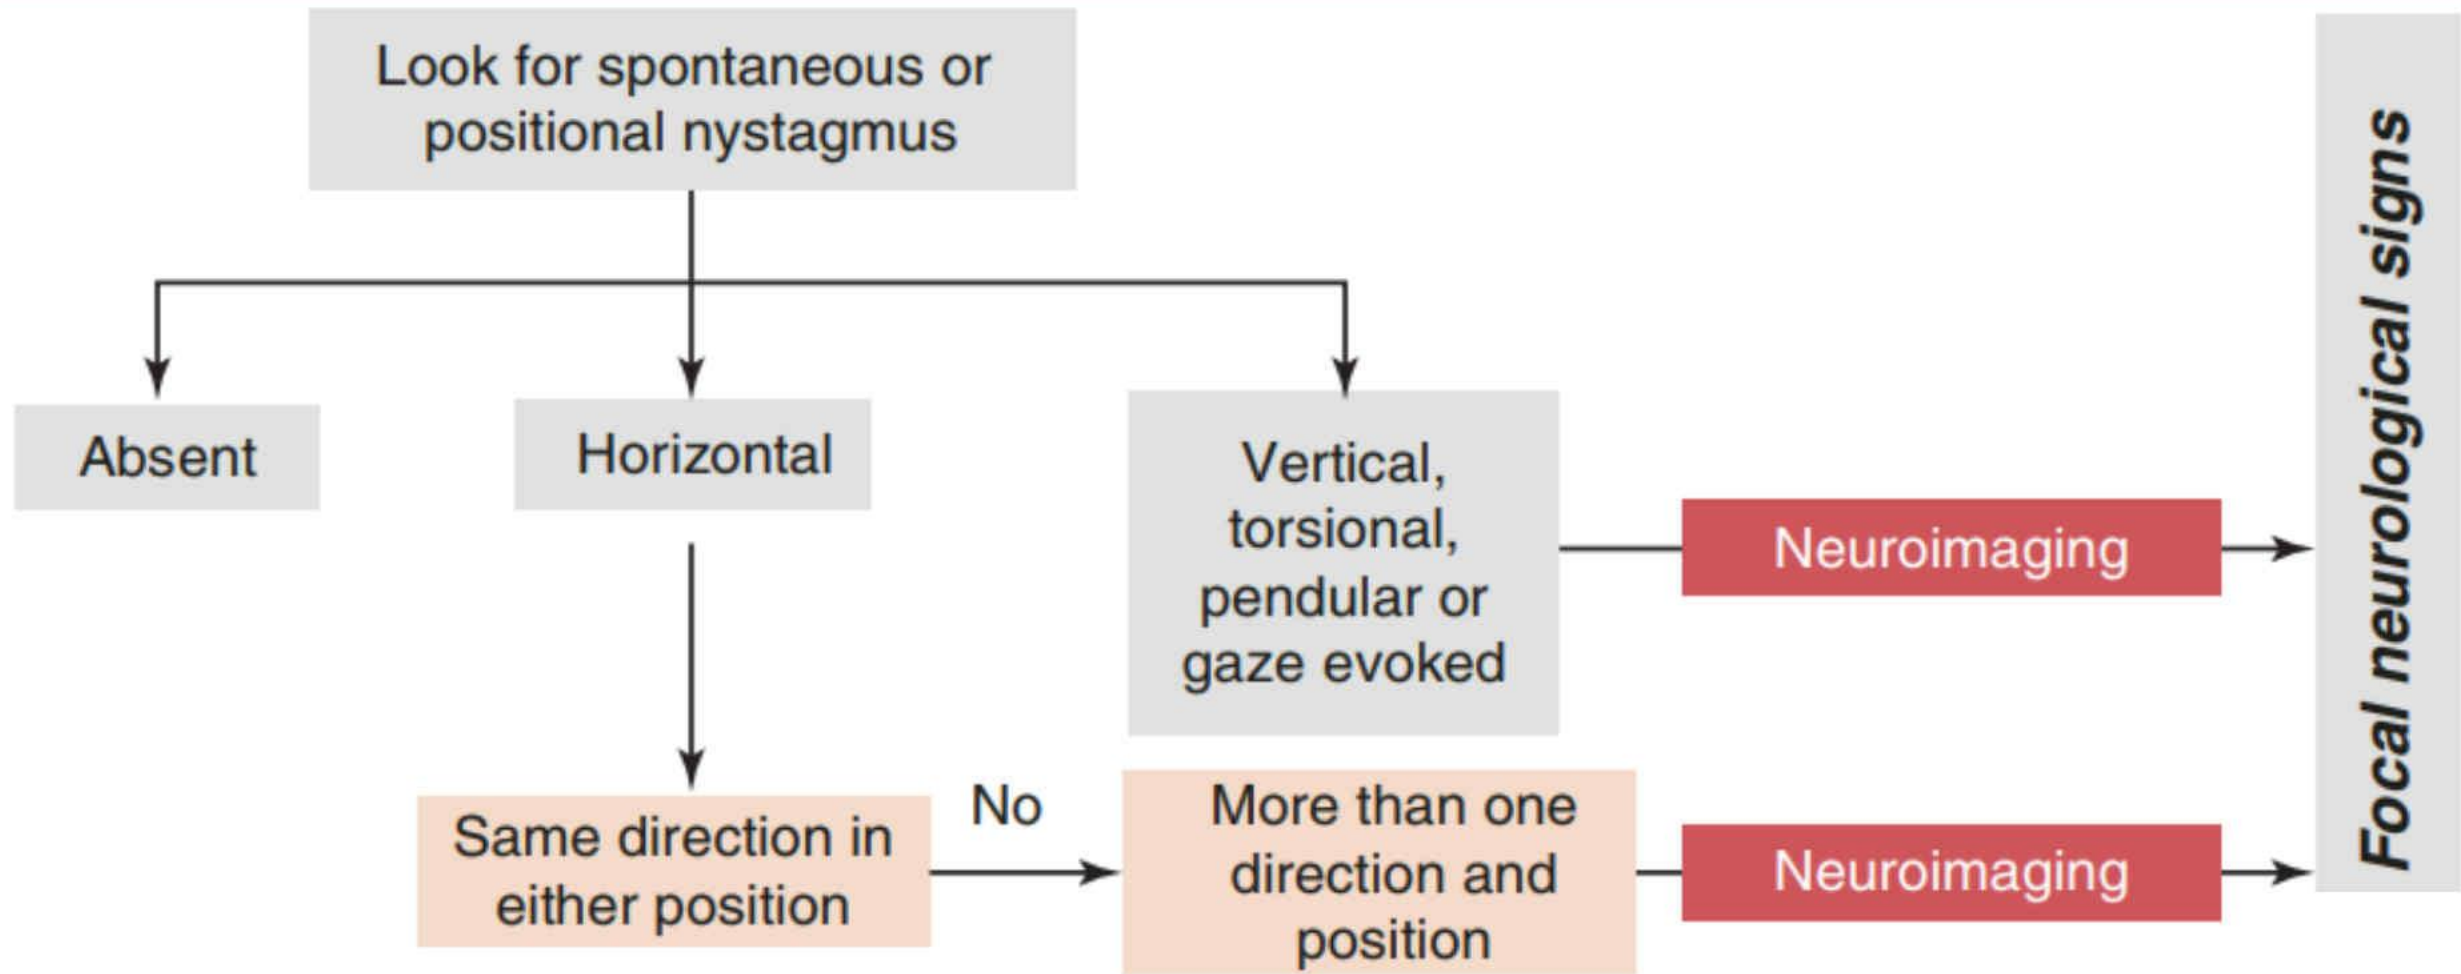 Look for spontaneous or
positional nystagmus
Absent
Horizontal
Vertical,
torsional,
pendular or
gaze evoked
Neuroimaging
Same direction in
either position
No
More than one
direction and
position
Neuroimaging
Focal neurological signs